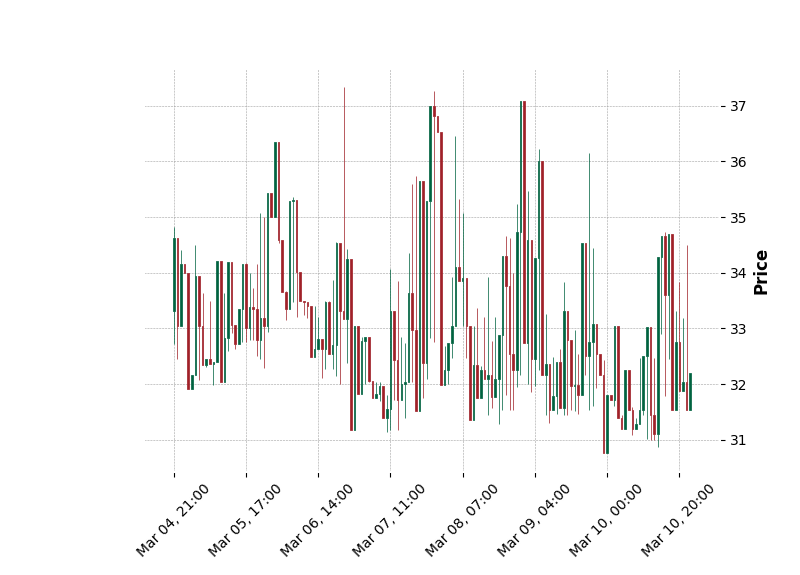 37
36
35
34
33
32
31
Price
Mar 04, 21:00
Mar 05, 17:00
Mar 06, 14:00
Mar 07, 11:00
Mar 08, 07:00
Mar 09, 04:00
Mar 10, 00:00
Mar 10, 20:00